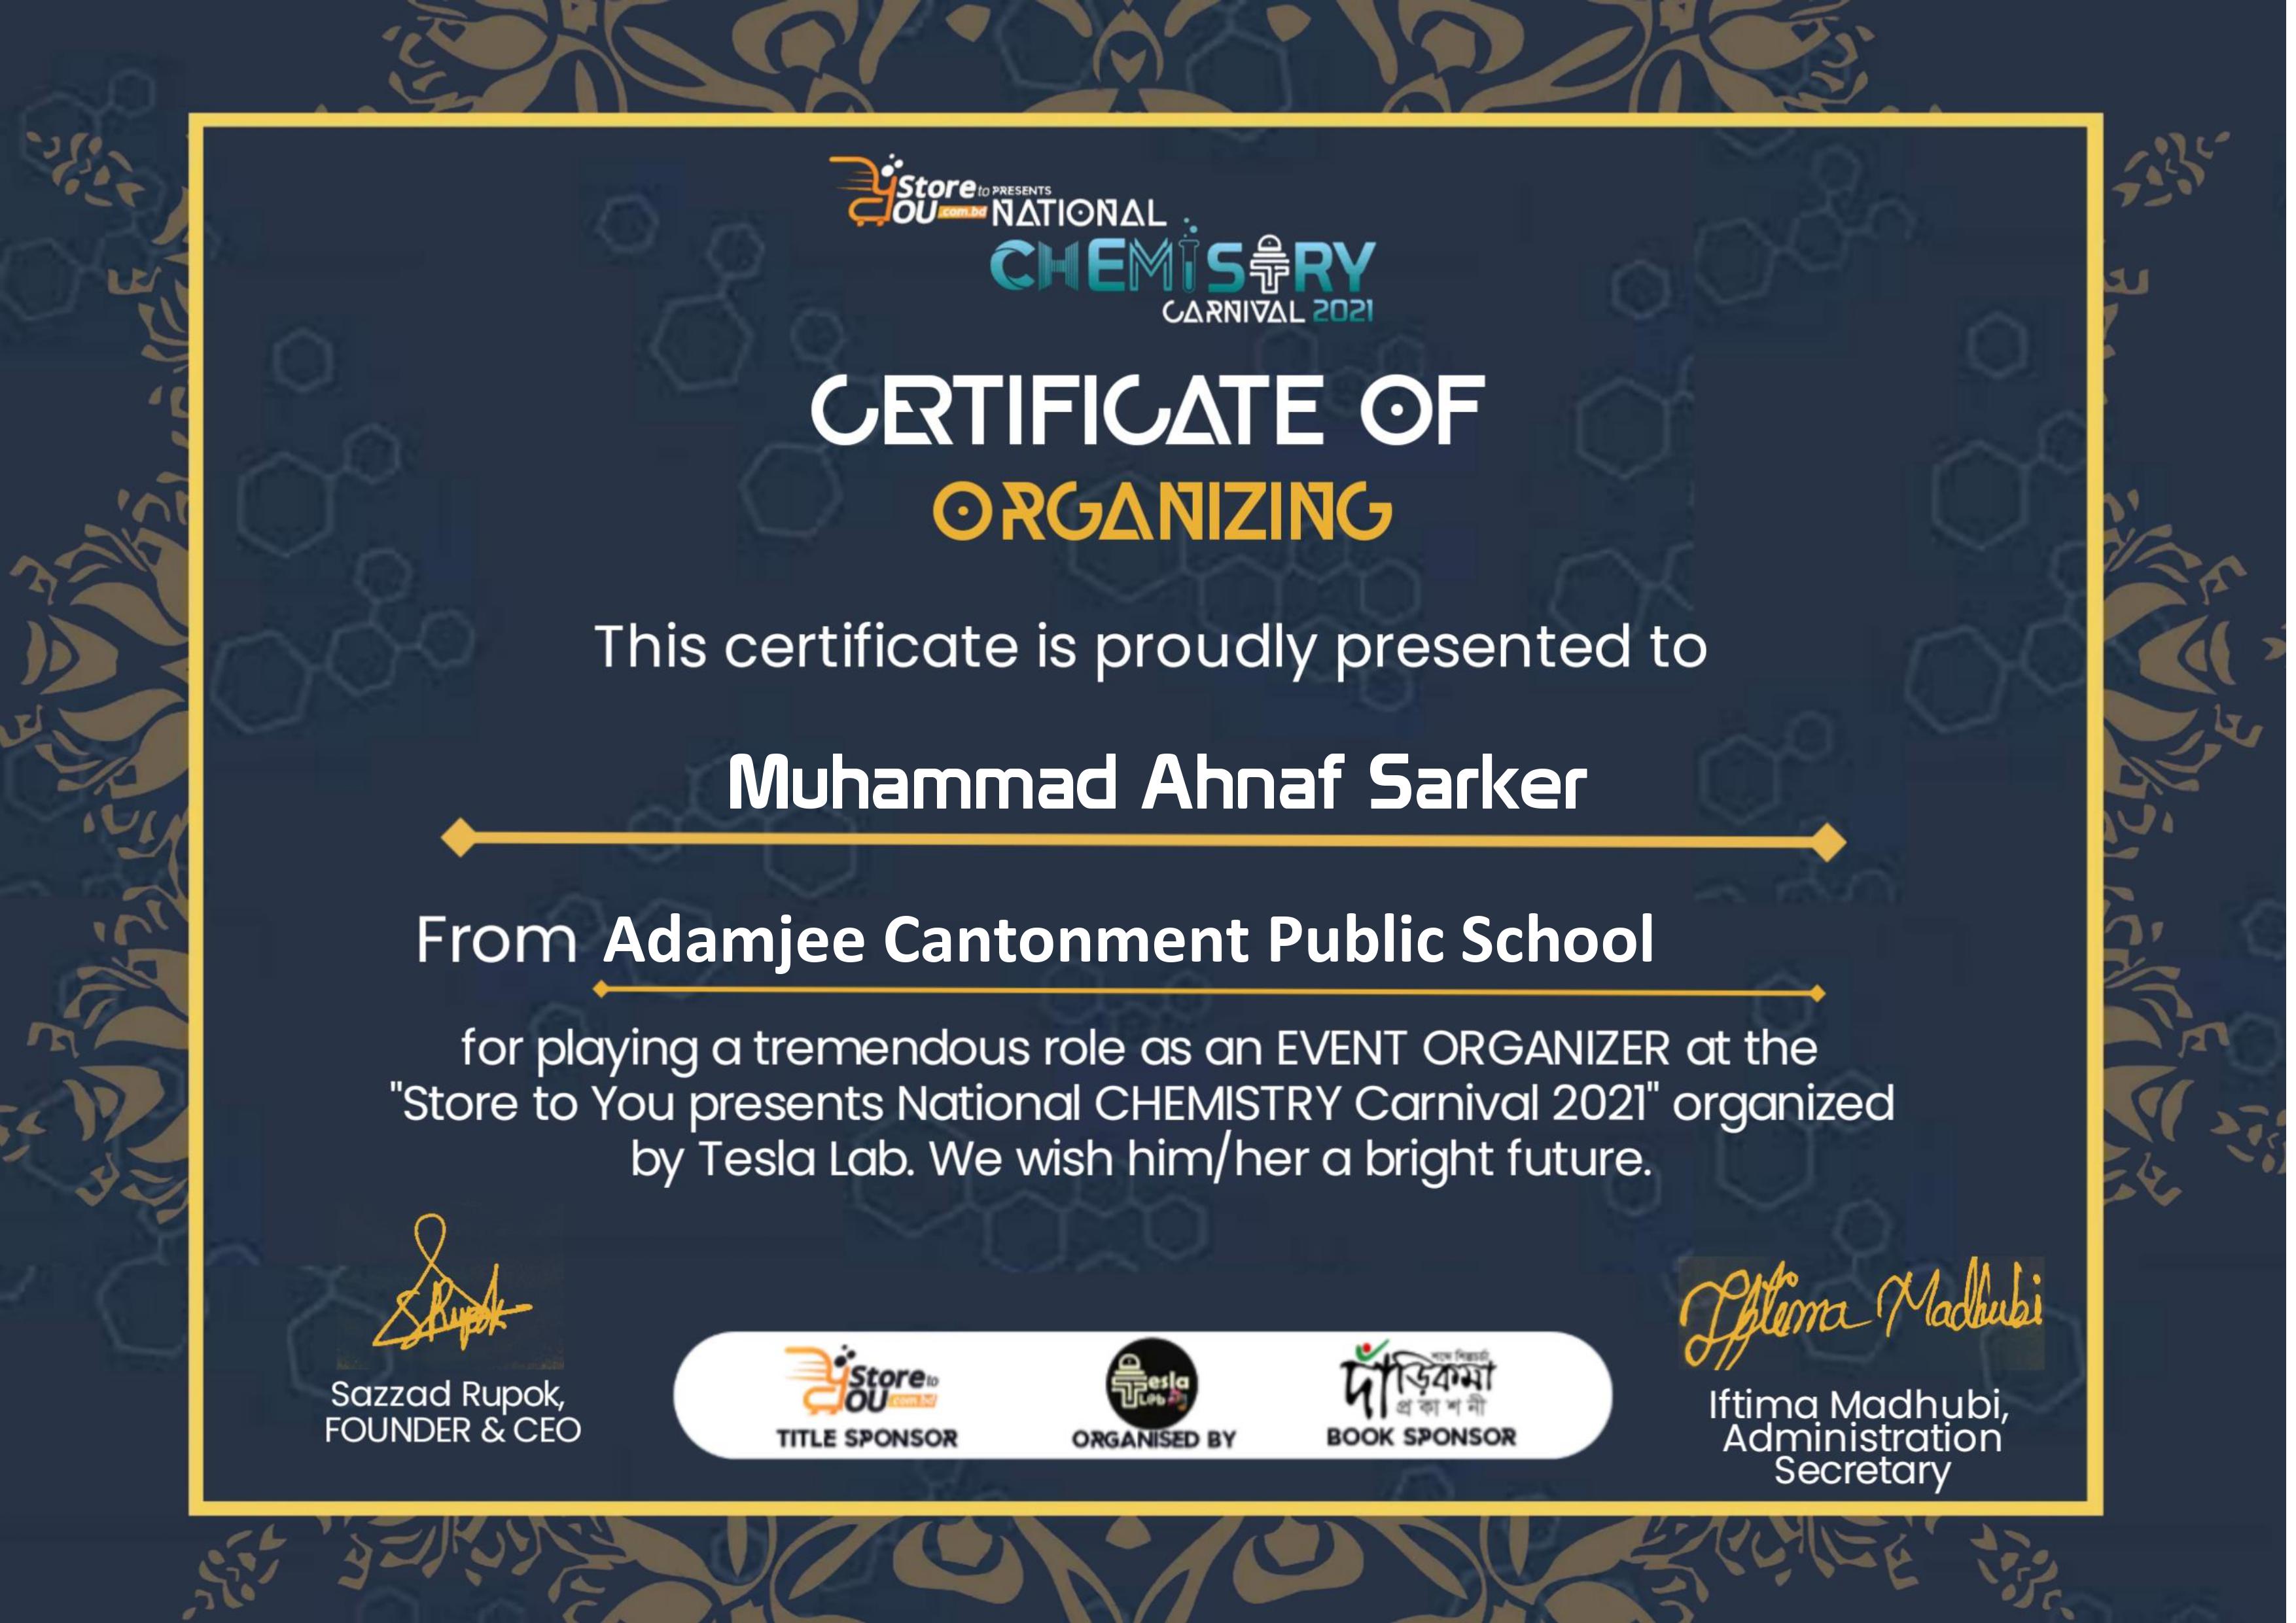 Store to PRESENTS
YOU .com.bd NATIONAL
CHEMISTRY
CARNIVAL 2021
CERTIFICATE OF
ORGANIZING
This certificate is proudly presented to
Muhammad Ahnaf Sarker
From Adamjee Cantonment Public School
for playing a tremendous role as an EVENT ORGANIZER at the
"Store to You presents National CHEMISTRY Carnival 2021" organized
by Tesla Lab. We wish him/her a bright future.
S Rupok
Sazzad Rupok,
FOUNDER & CEO
Store to
YOU .com.bd
TITLE SPONSOR
Tesla
Lab
ORGANISED BY
দাঁড়িকমা
প্রকাশনী
BOOK SPONSOR
Iftima Madhubi
Iftima Madhubi,
Administration
Secretary